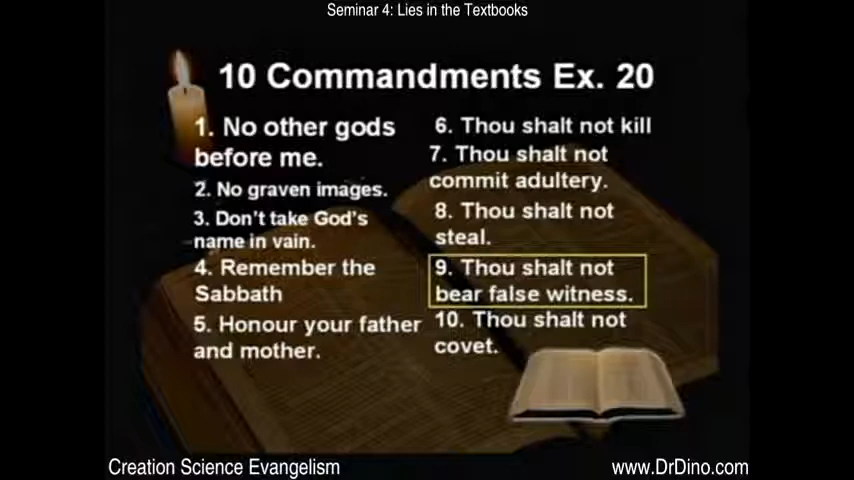 Seminar 4: Lies in the Textbooks
10 Commandments Ex. 20
1. No other gods
before me.
2. No graven images.
3. Don't take God's
name in vain.
4. Remember the
Sabbath
5. Honour your father
and mother.
6. Thou shalt not kill
7. Thou shalt not
commit adultery.
8. Thou shalt not
steal.
9. Thou shalt not
bear false witness.
10. Thou shalt not
covet.
Creation Science Evangelism
www.DrDino.com